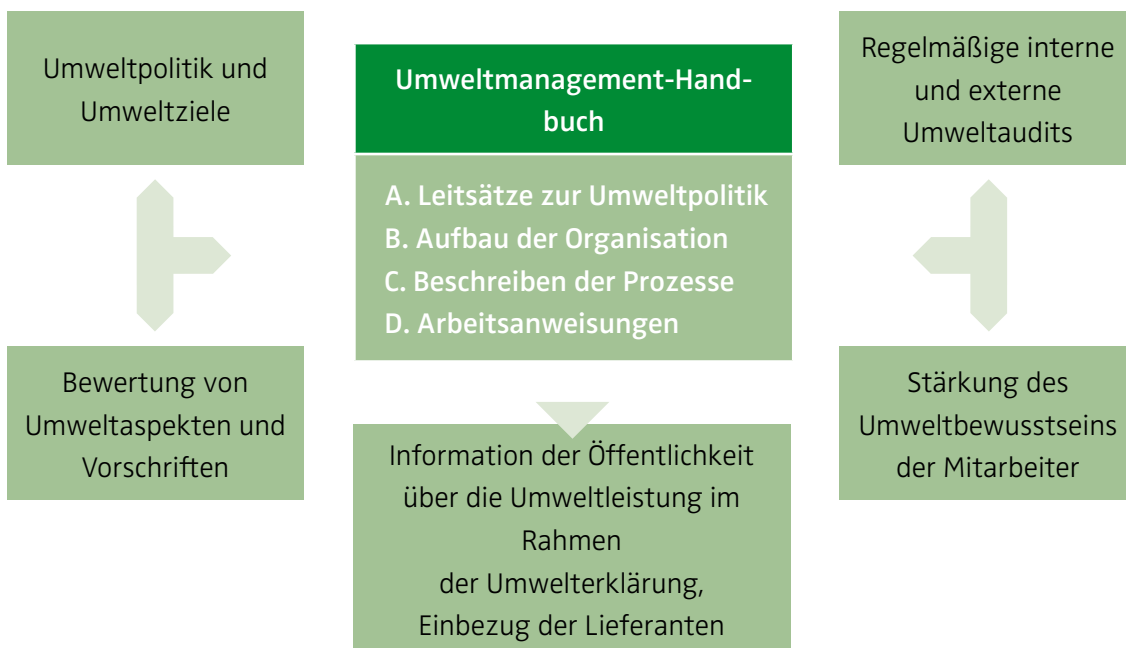 Umweltpolitik und
Umweltziele
Bewertung von
Umweltaspekten und
Vorschriften
Umweltmanagement-Hand-
buch
A. Leitsätze zur Umweltpolitik
B. Aufbau der Organisation
C. Beschreiben der Prozesse
D. Arbeitsanweisungen
Information der Öffentlichkeit
über die Umweltleistung im
Rahmen
der Umwelterklärung,
Einbezug der Lieferanten
Regelmäßige interne
und externe
Umweltaudits
Stärkung des
Umweltbewusstseins
der Mitarbeiter